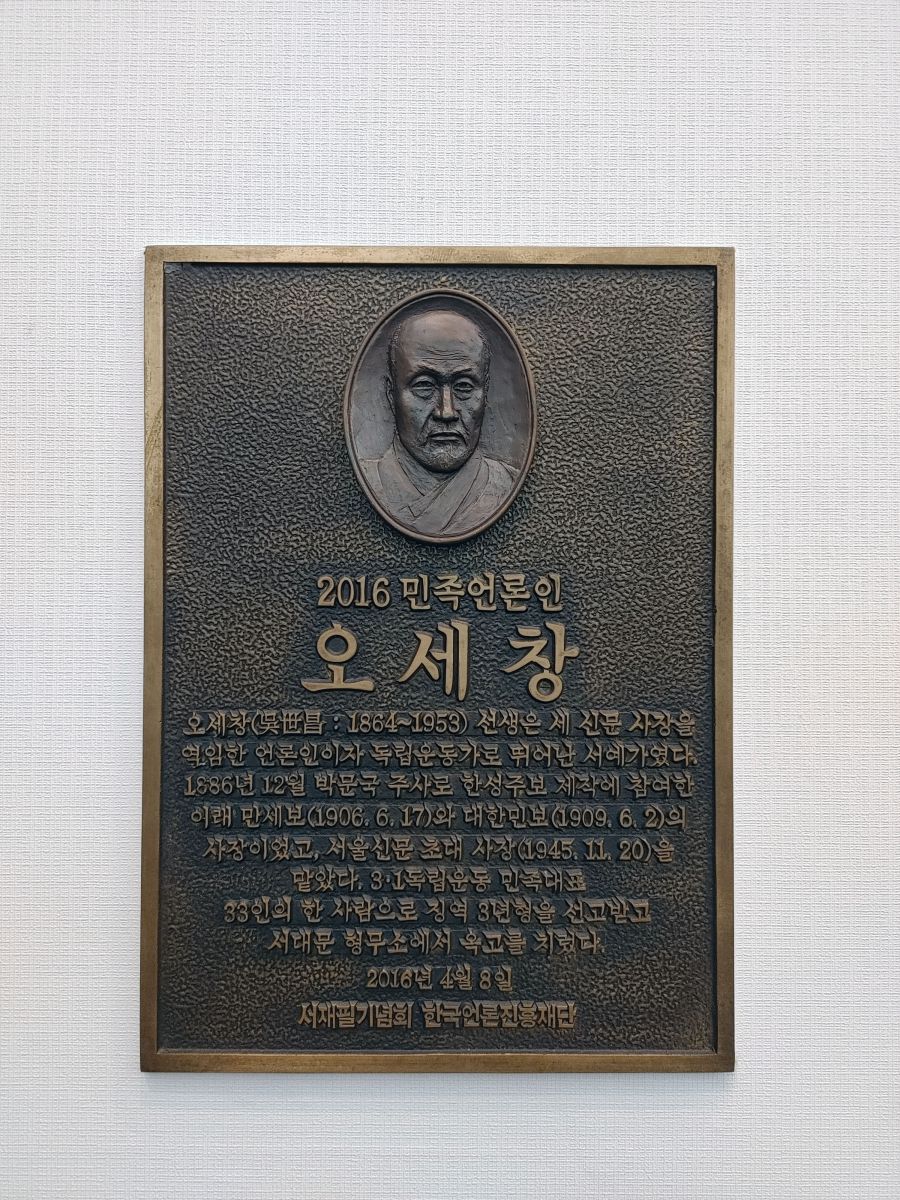 2016 민족언론인
오세창
오세창(吳世昌 : 1864~1953) 선생은 세 신문 사장을
역임한 언론인이자 독립운동가로 뛰어난 서예가였다.
1886년 12월 박문국 주사로 한성주보 제작에 참여한
이래 만세보(1906. 6. 17)와 대한민보(1909. 6. 2)의
사장이었고, 서울신문 초대 사장(1945. 11. 20)을
맡았다. 3·1독립운동 민족대표
33인의 한 사람으로 징역 3년형을 선고받고
서대문 형무소에서 옥고를 치렀다.
2016년 4월 8일
서재필기념회 한국언론진흥재단